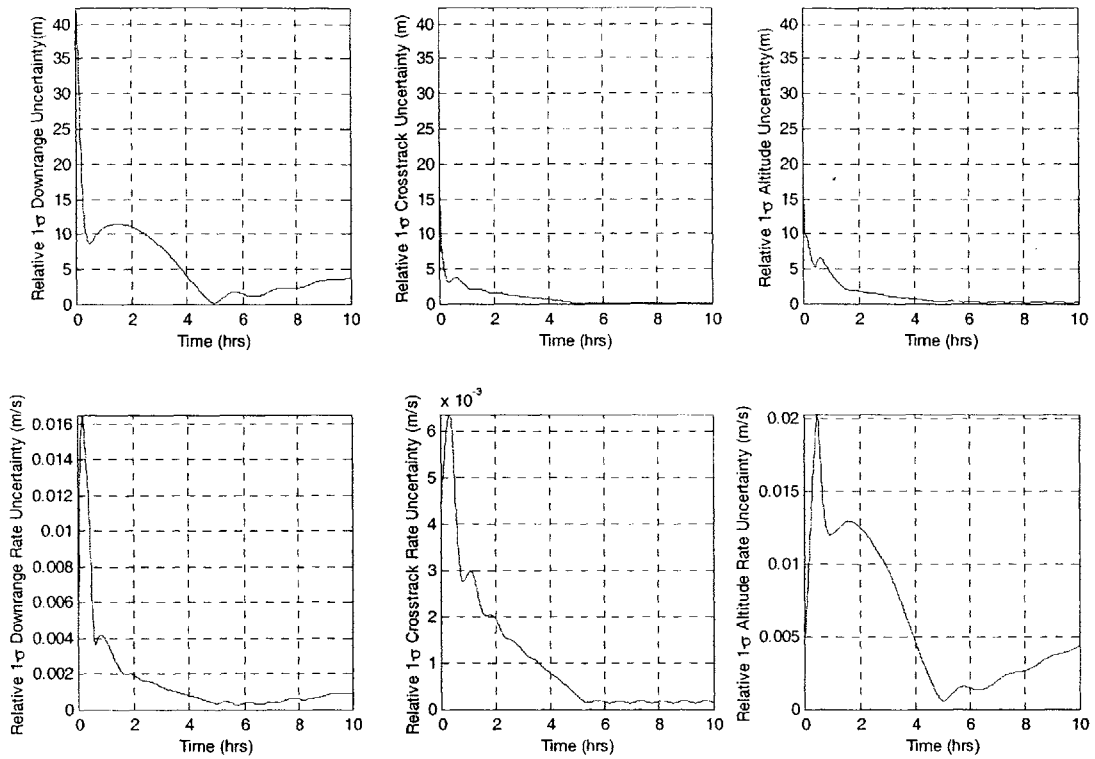 Relative 1σ Downrange Uncertainty(m)
40
35
30
25
20
15
10
5
0
0 2 4 6 8 10
Time (hrs)
Relative 1σ Crosstrack Uncertainty (m)
40
35
30
25
20
15
10
5
0
0 2 4 6 8 10
Time (hrs)
Relative 1σ Altitude Uncertainty(m)
40
35
30
25
20
15
10
5
0
0 2 4 6 8 10
Time (hrs)
Relative 1σ Downrange Rate Uncertainty (m/s)
0.016
0.014
0.012
0.01
0.008
0.006
0.004
0.002
0
0 2 4 6 8 10
Time (hrs)
x 10⁻³
Relative 1σ Crosstrack Rate Uncertainty (m/s)
6
5
4
3
2
1
0
0 2 4 6 8 10
Time (hrs)
Relative 1σ Altitude Rate Uncertainty (m/s)
0.02
0.015
0.01
0.005
0
0 2 4 6 8 10
Time (hrs)